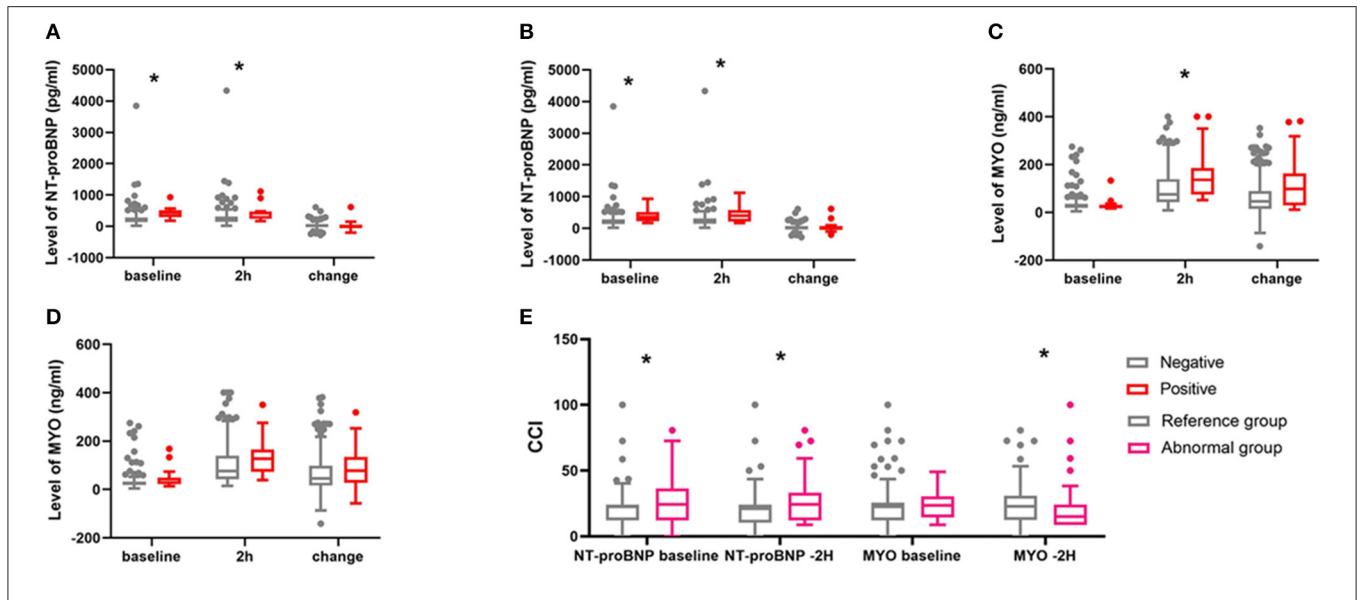 A
Level of NT-proBNP (pg/ml)
5000
4000
3000
2000
1000
0
-1000
*
*
baseline 2h change
B
Level of NT-proBNP (pg/ml)
5000
4000
3000
2000
1000
0
-1000
*
*
baseline 2h change
C
Level of MYO (ng/ml)
600
400
200
0
-200
*
baseline 2h change
D
Level of MYO (ng/ml)
600
400
200
0
-200
baseline 2h change
E
CCI
150
100
50
0
*
*
*
NT-proBNP baseline NT-proBNP -2H MYO baseline MYO -2H
Negative
Positive
Reference group
Abnormal group